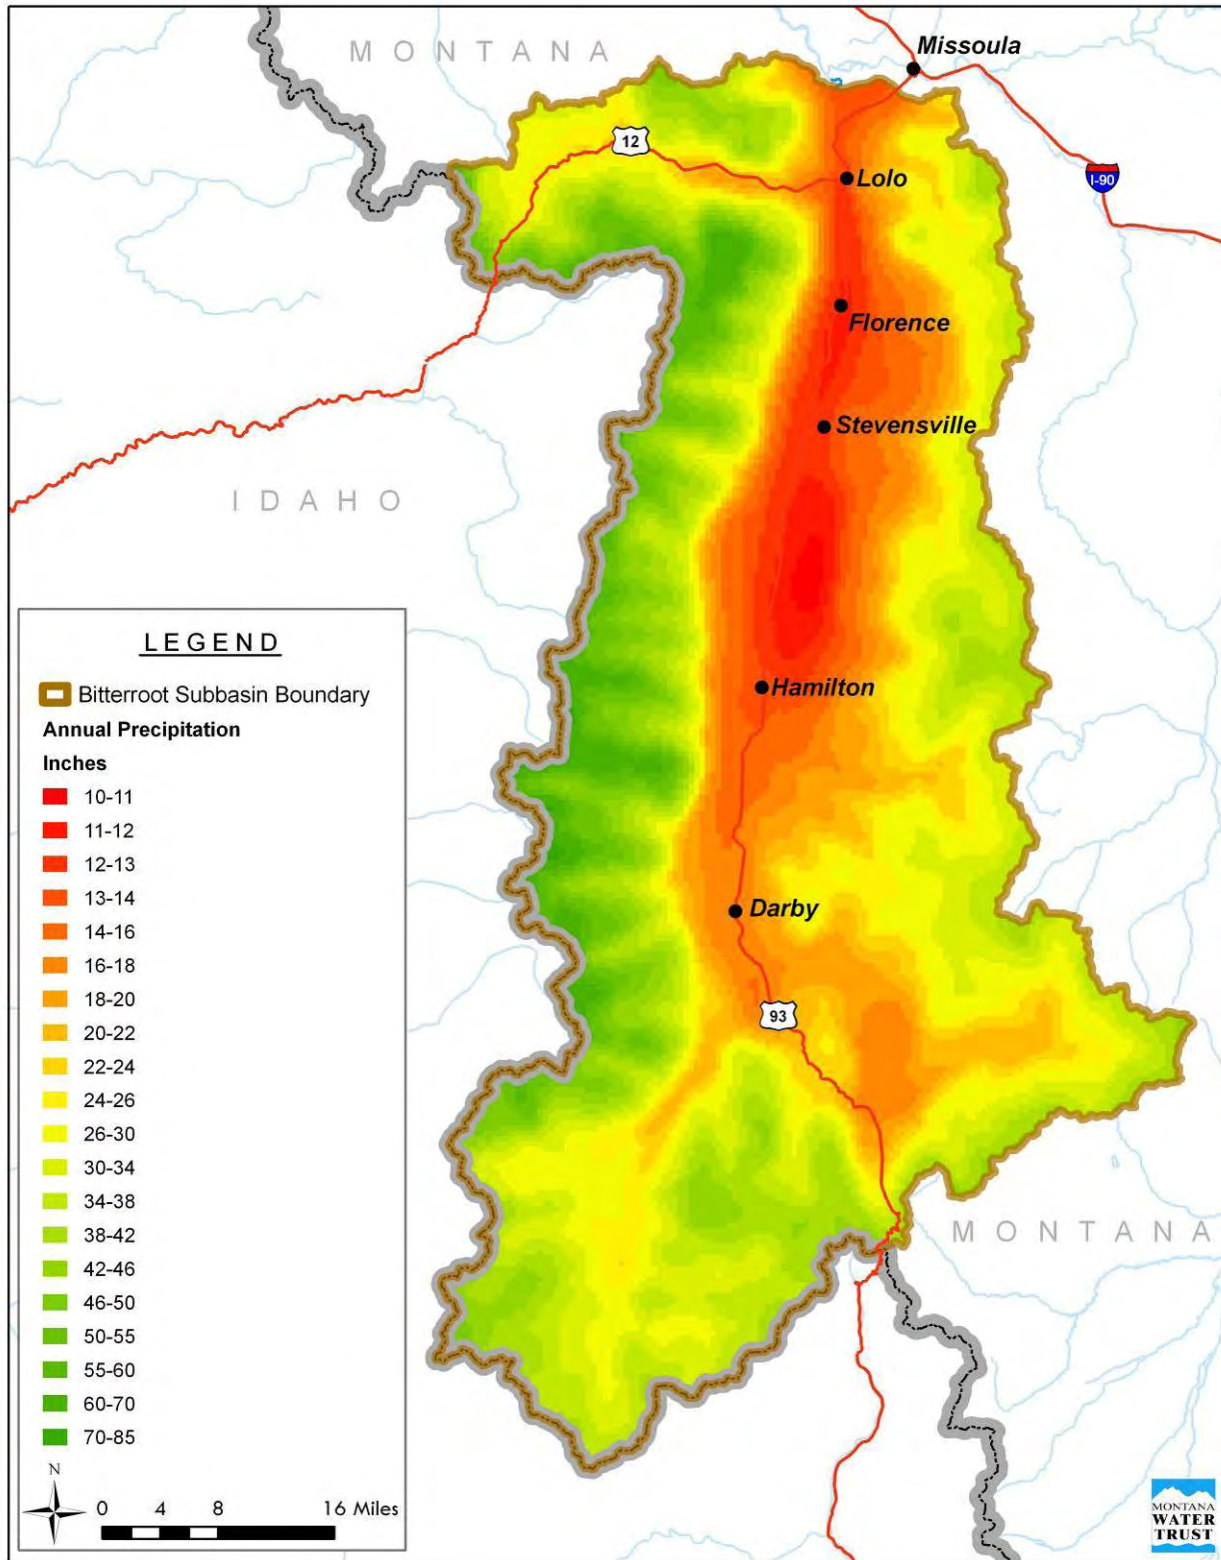 MONTANA
Missoula
12
I-90
Lolo
Florence
Stevensville
IDAHO
Hamilton
Darby
93
MONTANA
LEGEND
Bitterroot Subbasin Boundary
Annual Precipitation
Inches
10-11
11-12
12-13
13-14
14-16
16-18
18-20
20-22
22-24
24-26
26-30
30-34
34-38
38-42
42-46
46-50
50-55
55-60
60-70
70-85
N
0 4 8 16 Miles
MONTANA
WATER
TRUST